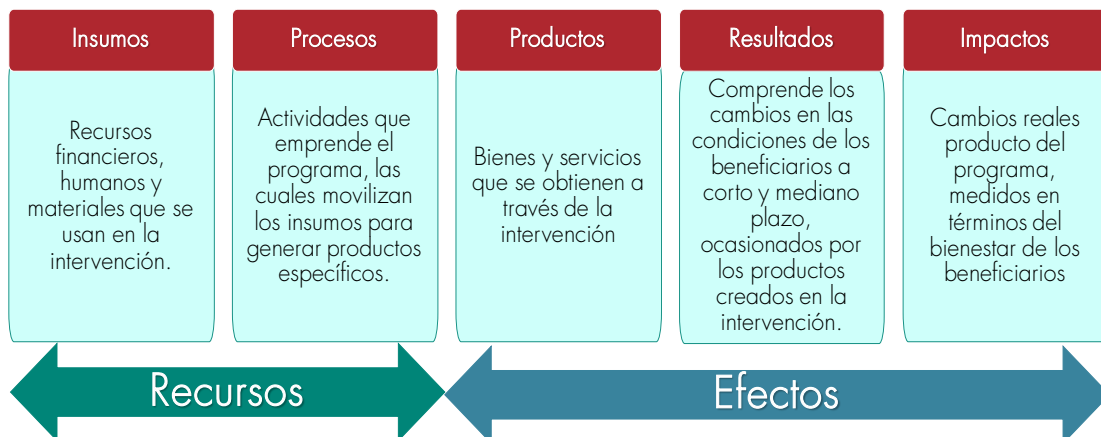 Insumos
Procesos
Productos
Resultados
Impactos
Recursos
financieros,
humanos y
materiales que se
usan en la
intervención.
Actividades que
emprende el
programa, las
cuales movilizan
los insumos para
generar productos
específicos.
Bienes y servicios
que se obtienen a
través de la
intervención
Comprende los
cambios en las
condiciones de los
beneficiarios a
corto y mediano
plazo,
ocasionados por
los productos
creados en la
intervención.
Cambios reales
producto del
programa,
medidos en
términos del
bienestar de los
beneficiarios
Recursos
Efectos